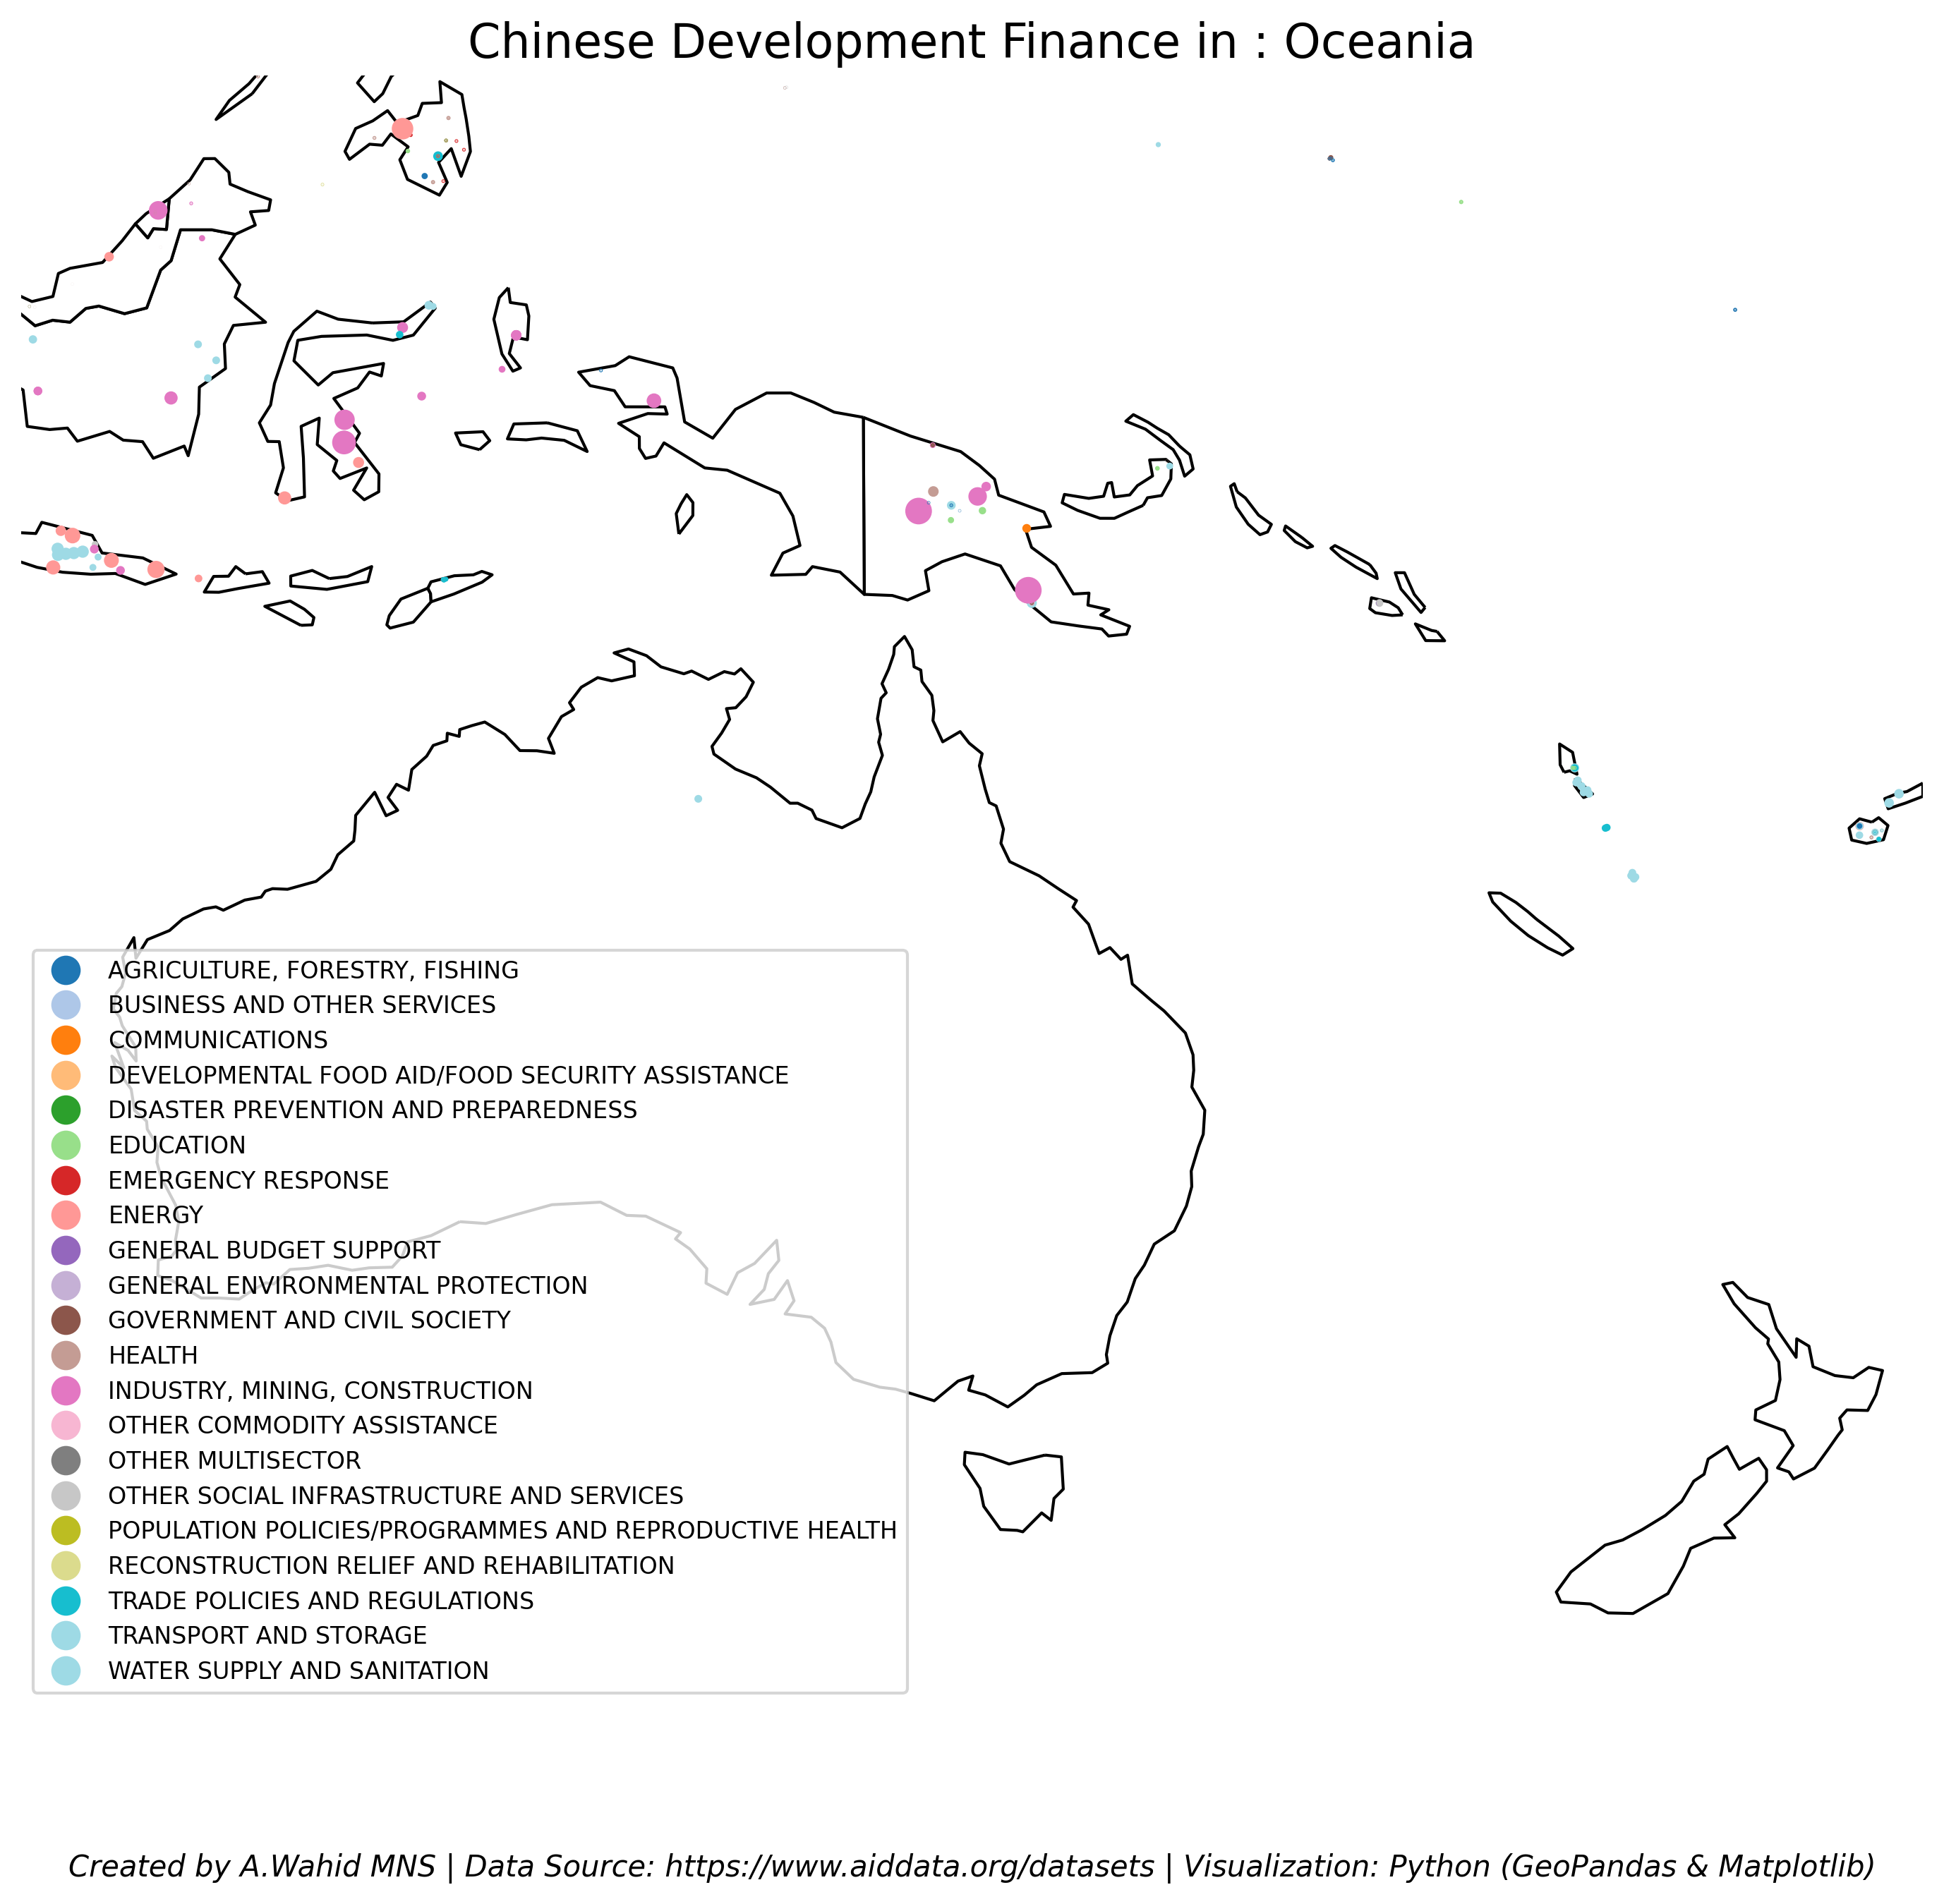 Chinese Development Finance in : Oceania
AGRICULTURE, FORESTRY, FISHING
BUSINESS AND OTHER SERVICES
COMMUNICATIONS
DEVELOPMENTAL FOOD AID/FOOD SECURITY ASSISTANCE
DISASTER PREVENTION AND PREPAREDNESS
EDUCATION
EMERGENCY RESPONSE
ENERGY
GENERAL BUDGET SUPPORT
GENERAL ENVIRONMENTAL PROTECTION
GOVERNMENT AND CIVIL SOCIETY
HEALTH
INDUSTRY, MINING, CONSTRUCTION
OTHER COMMODITY ASSISTANCE
OTHER MULTISECTOR
OTHER SOCIAL INFRASTRUCTURE AND SERVICES
POPULATION POLICIES/PROGRAMMES AND REPRODUCTIVE HEALTH
RECONSTRUCTION RELIEF AND REHABILITATION
TRADE POLICIES AND REGULATIONS
TRANSPORT AND STORAGE
WATER SUPPLY AND SANITATION
Created by A.Wahid MNS | Data Source: https://www.aiddata.org/datasets | Visualization: Python (GeoPandas & Matplotlib)